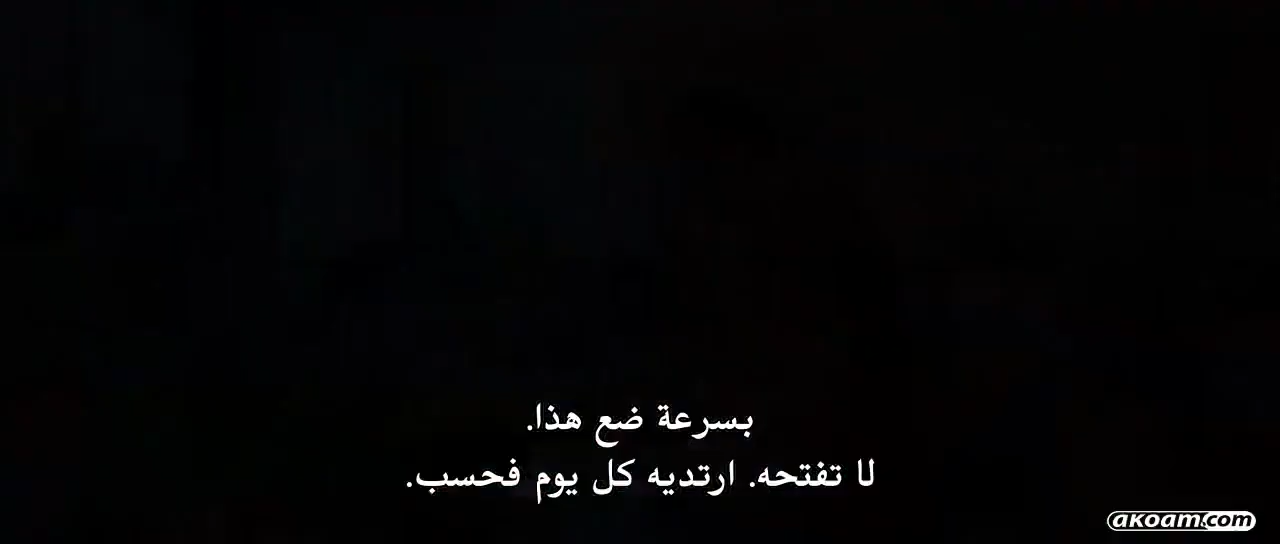 بسرعة ضع هذا.
لا تفتحه. ارتديه كل يوم فحسب.
akoam.com